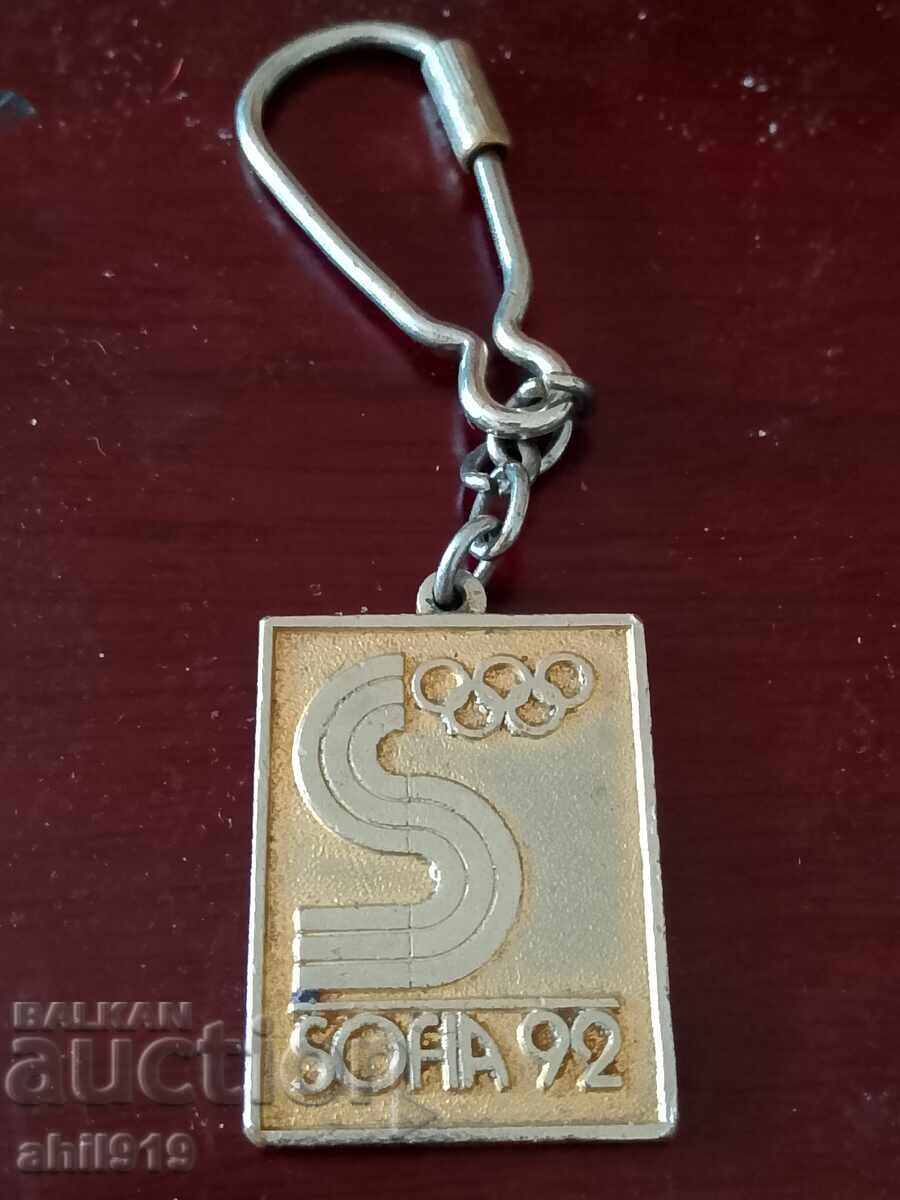 S
SOFIA 92
BALKAN
auction
ahil919